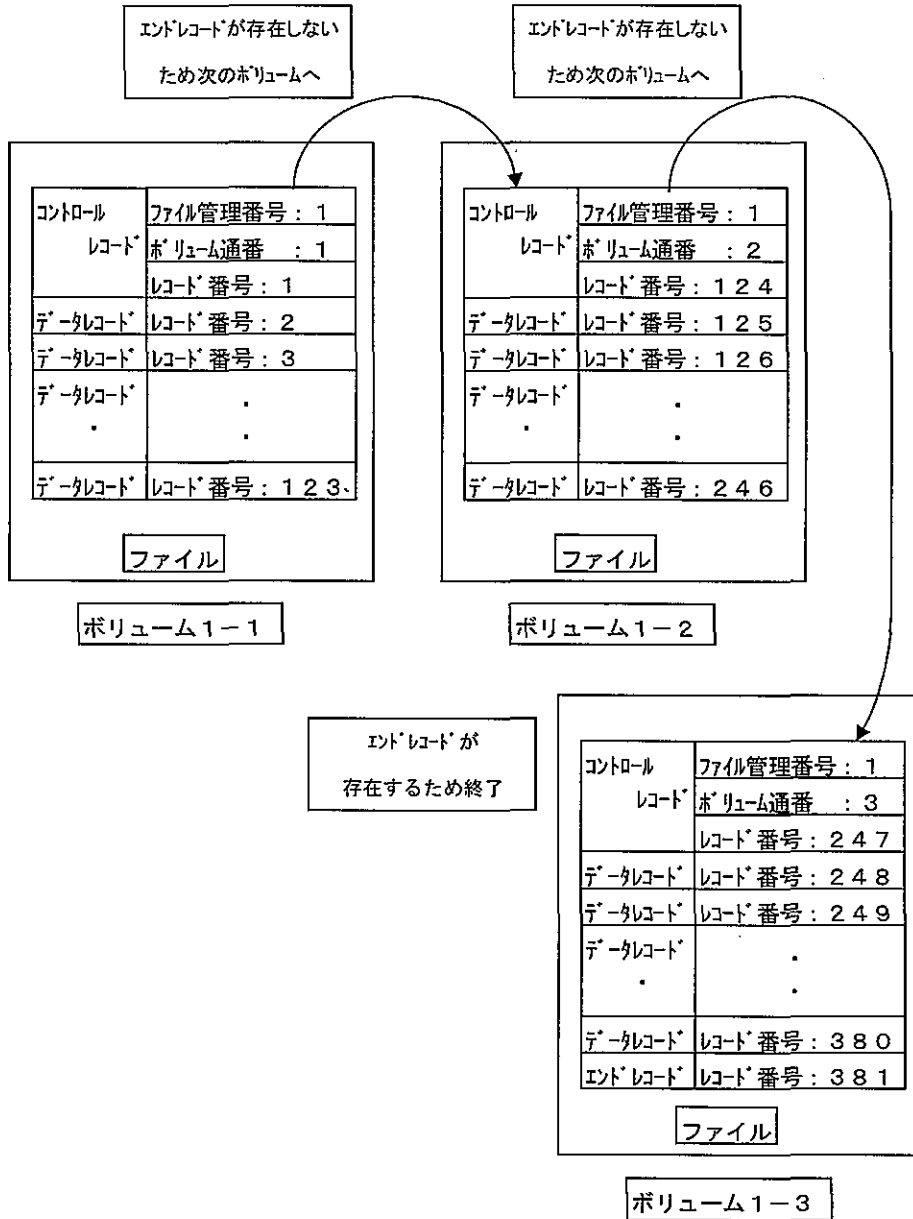 ｴﾝﾄﾞﾚｺｰﾄﾞが存在しない
ため次のﾎﾞﾘｭｰﾑへ
ｴﾝﾄﾞﾚｺｰﾄﾞが存在しない
ため次のﾎﾞﾘｭｰﾑへ
ｺﾝﾄﾛｰﾙ ﾌｧｲﾙ管理番号：１
ﾚｺｰﾄﾞ ﾎﾞﾘｭｰﾑ通番　：１
ﾚｺｰﾄﾞ番号：１
ﾃﾞｰﾀﾚｺｰﾄﾞ ﾚｺｰﾄﾞ番号：２
ﾃﾞｰﾀﾚｺｰﾄﾞ ﾚｺｰﾄﾞ番号：３
ﾃﾞｰﾀﾚｺｰﾄﾞ ・
・ ・
ﾃﾞｰﾀﾚｺｰﾄﾞ ﾚｺｰﾄﾞ番号：１２３
ファイル
ボリューム１－１
ｺﾝﾄﾛｰﾙ ﾌｧｲﾙ管理番号：１
ﾚｺｰﾄﾞ ﾎﾞﾘｭｰﾑ通番　：２
ﾚｺｰﾄﾞ番号：１２４
ﾃﾞｰﾀﾚｺｰﾄﾞ ﾚｺｰﾄﾞ番号：１２５
ﾃﾞｰﾀﾚｺｰﾄﾞ ﾚｺｰﾄﾞ番号：１２６
ﾃﾞｰﾀﾚｺｰﾄﾞ ・
・ ・
ﾃﾞｰﾀﾚｺｰﾄﾞ ﾚｺｰﾄﾞ番号：２４６
ファイル
ボリューム１－２
ｴﾝﾄﾞﾚｺｰﾄﾞが
存在するため終了
ｺﾝﾄﾛｰﾙ ﾌｧｲﾙ管理番号：１
ﾚｺｰﾄﾞ ﾎﾞﾘｭｰﾑ通番　：３
ﾚｺｰﾄﾞ番号：２４７
ﾃﾞｰﾀﾚｺｰﾄﾞ ﾚｺｰﾄﾞ番号：２４８
ﾃﾞｰﾀﾚｺｰﾄﾞ ﾚｺｰﾄﾞ番号：２４９
ﾃﾞｰﾀﾚｺｰﾄﾞ ・
・ ・
ﾃﾞｰﾀﾚｺｰﾄﾞ ﾚｺｰﾄﾞ番号：３８０
ｴﾝﾄﾞﾚｺｰﾄﾞ ﾚｺｰﾄﾞ番号：３８１
ファイル
ボリューム１－３